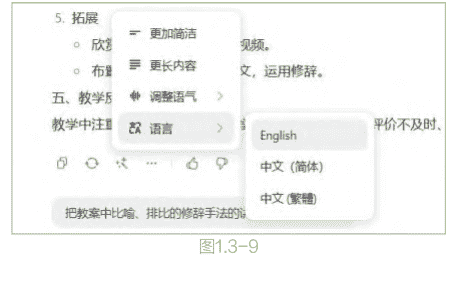 5. 拓展
更加简洁
欣 视频。
更长内容
布 文，运用修辞。
调整语气
五、教学
语言
教学中注重 评价不及时、
English
中文（简体）
中文(繁體)
把教案中比喻、排比的修辞手法的
图1.3-9